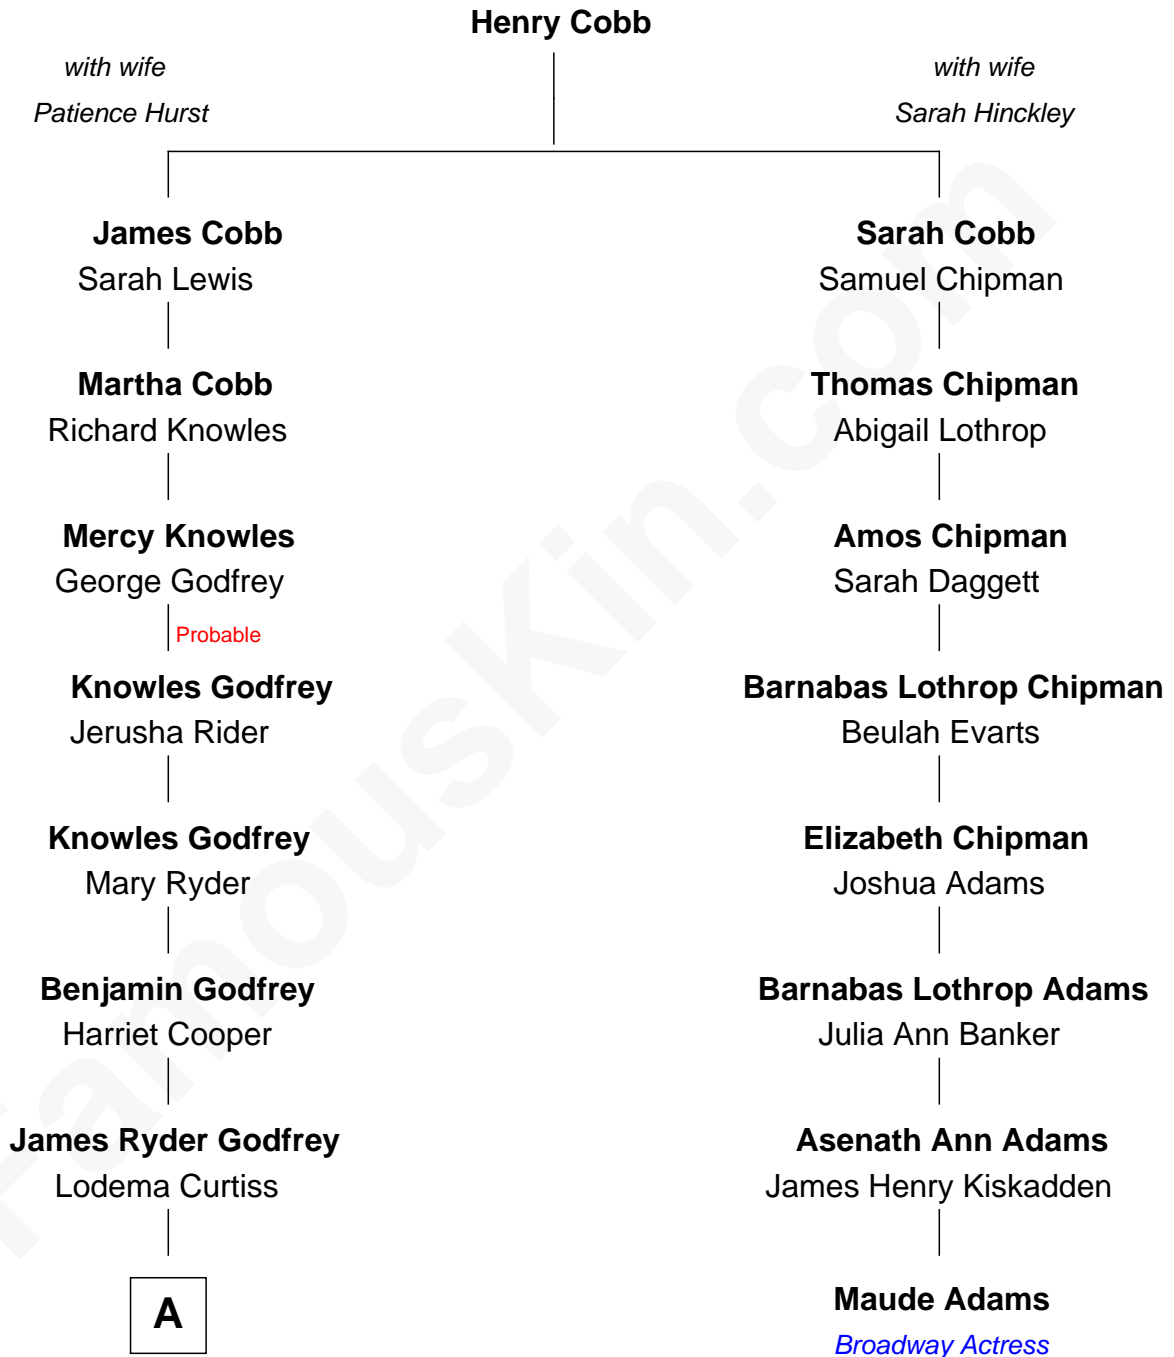 Henry Cobb
with wife
Patience Hurst
with wife
Sarah Hinckley
James Cobb
Sarah Lewis
Sarah Cobb
Samuel Chipman
Martha Cobb
Richard Knowles
Thomas Chipman
Abigail Lothrop
Mercy Knowles
George Godfrey
Amos Chipman
Sarah Daggett
Probable
Knowles Godfrey
Jerusha Rider
Barnabas Lothrop Chipman
Beulah Evarts
Knowles Godfrey
Mary Ryder
Elizabeth Chipman
Joshua Adams
Benjamin Godfrey
Harriet Cooper
Barnabas Lothrop Adams
Julia Ann Banker
James Ryder Godfrey
Lodema Curtiss
Asenath Ann Adams
James Henry Kiskadden
A
Maude Adams
Broadway Actress
FamousKin.com